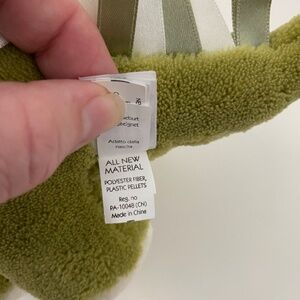 Adatto dalla
nascita
ALL NEW
MATERIAL
POLYESTER FIBER,
PLASTIC PELLETS
Reg. no
PA-10048 (CN)
Made in China